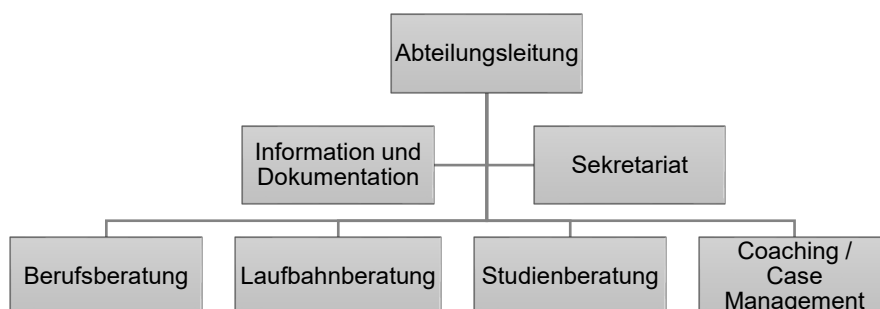 Abteilungsleitung
Information und
Dokumentation
Sekretariat
Berufsberatung
Laufbahnberatung
Studienberatung
Coaching /
Case
Management